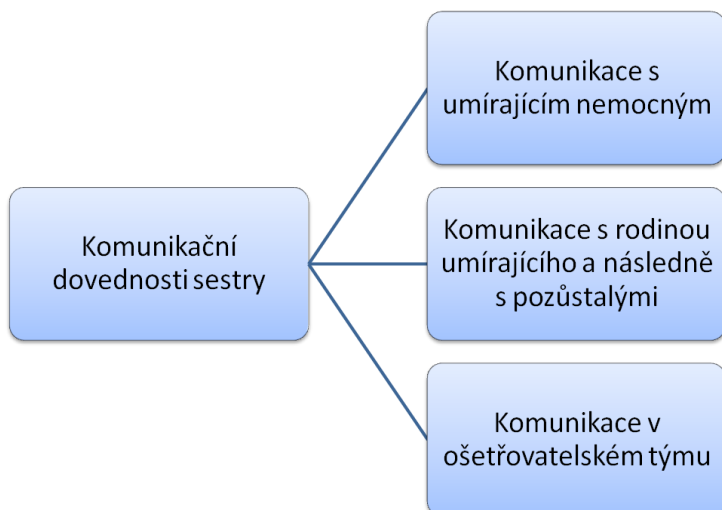 Komunikační
dovednosti sestry
Komunikace s
umírajícím nemocným
Komunikace s rodinou
umírajícího a následně
s pozůstalými
Komunikace v
ošetřovatelském týmu